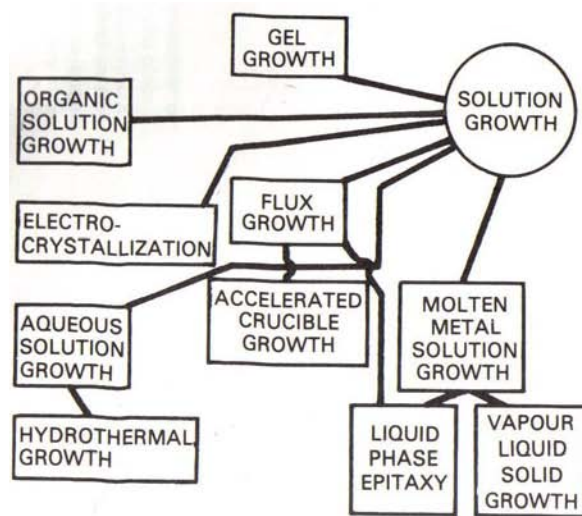 GEL
GROWTH
SOLUTION
GROWTH
ORGANIC
SOLUTION
GROWTH
FLUX
GROWTH
ELECTRO-
CRYSTALLIZATION
ACCELERATED
CRUCIBLE
GROWTH
MOLTEN
METAL
SOLUTION
GROWTH
AQUEOUS
SOLUTION
GROWTH
HYDROTHERMAL
GROWTH
LIQUID
PHASE
EPITAXY
VAPOUR
LIQUID
SOLID
GROWTH